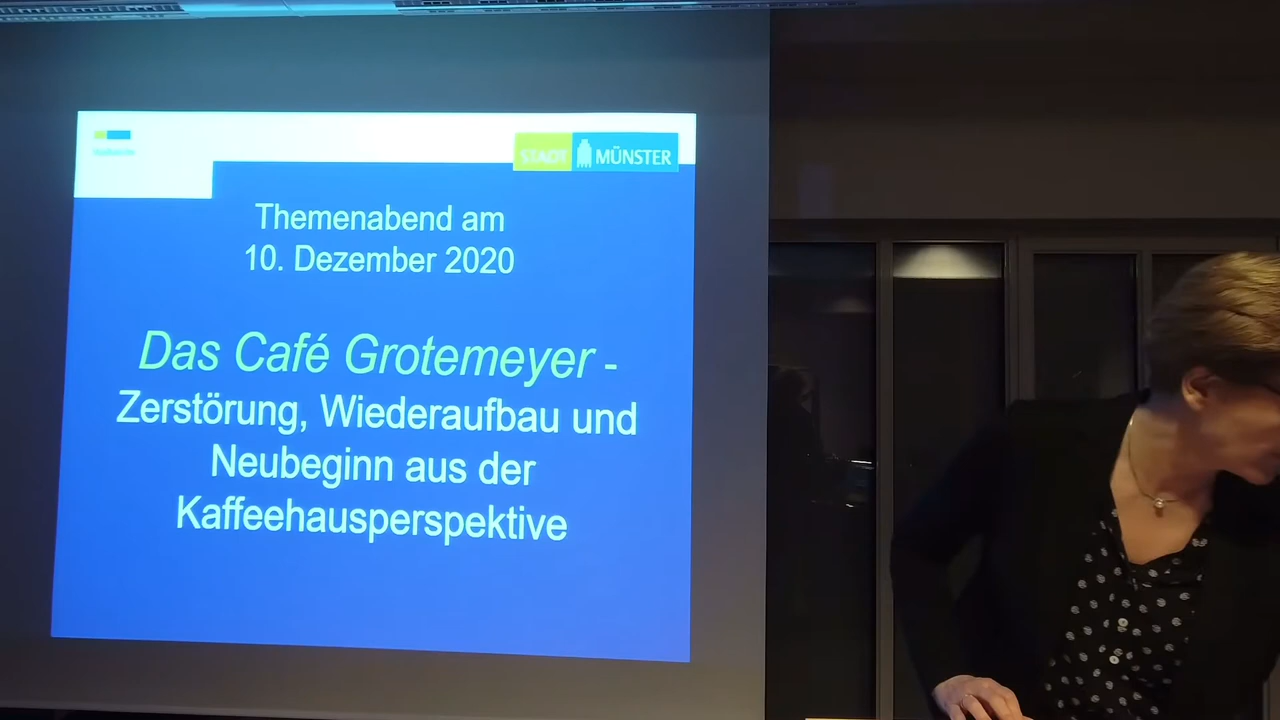 STADT MÜNSTER
Themenabend am
10. Dezember 2020
Das Café Grotemeyer -
Zerstörung, Wiederaufbau und
Neubeginn aus der
Kaffeehausperspektive